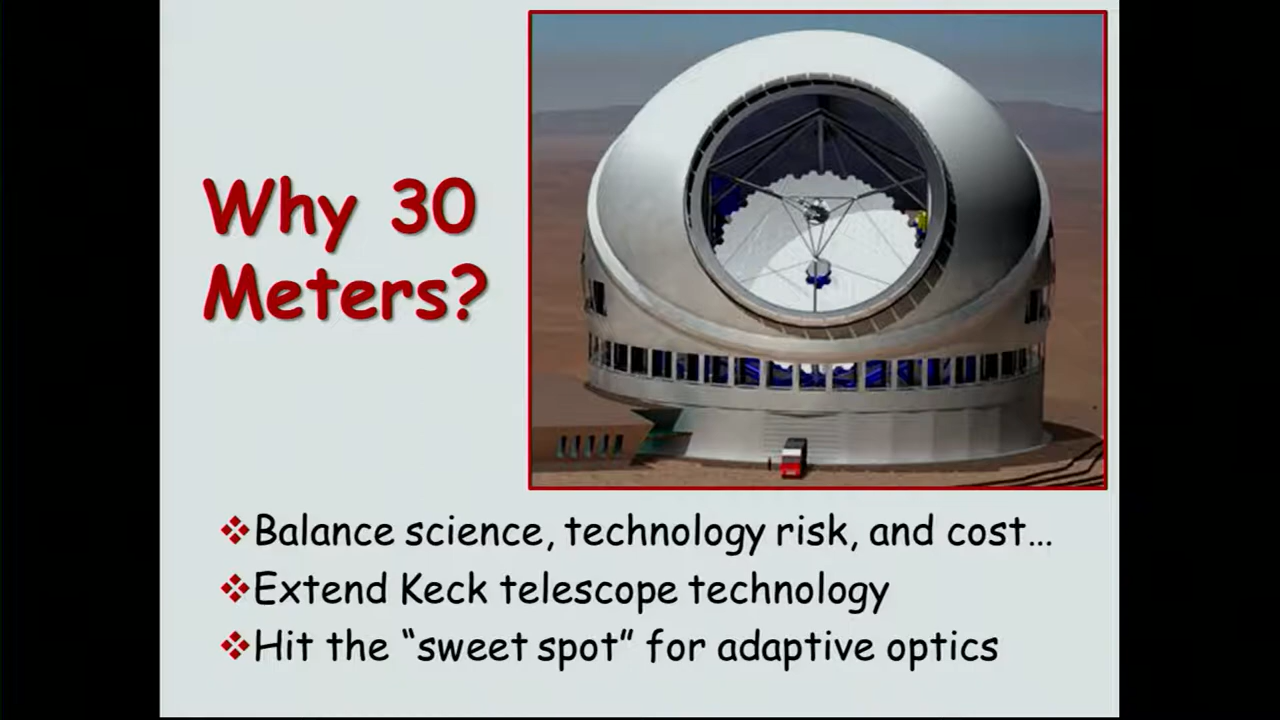 Why 30
Meters?
Balance science, technology risk, and cost…
Extend Keck telescope technology
Hit the “sweet spot” for adaptive optics